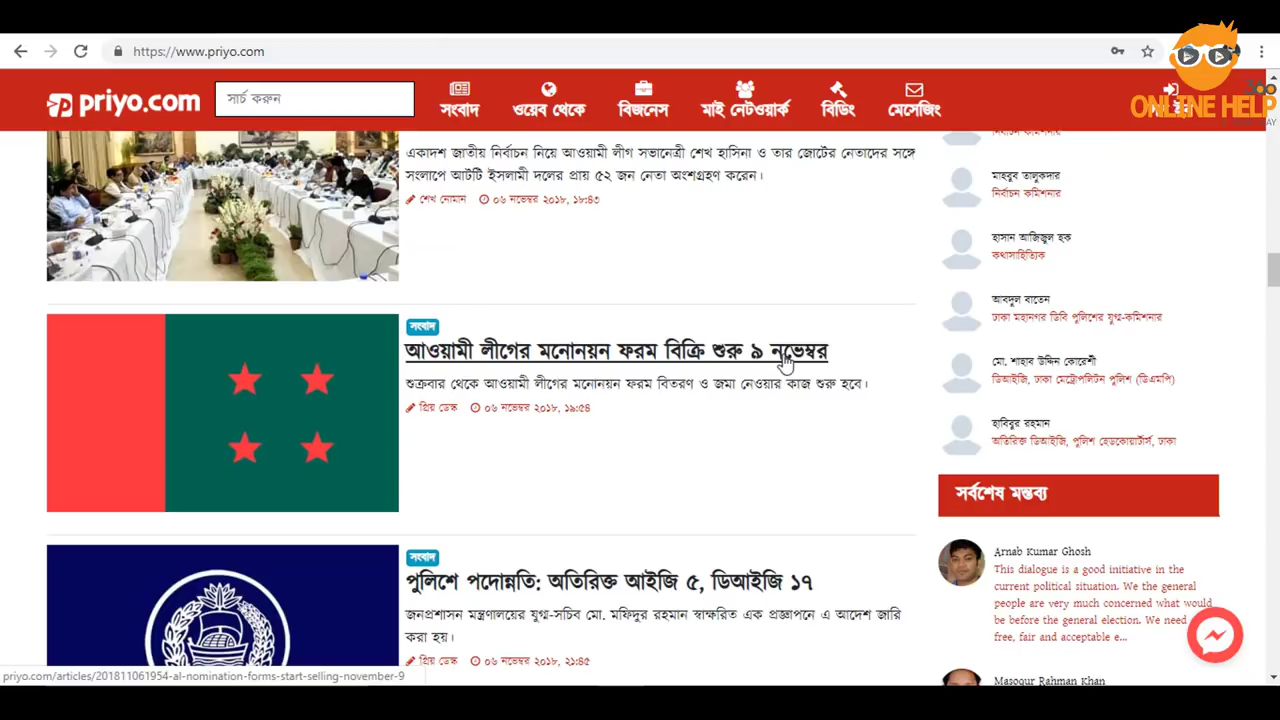 https://www.priyo.com
priyo.com
সার্চ করুন
সংবাদ
ওয়েব থেকে
বিজনেস
মাই নেটওয়ার্ক
বিডিং
মেসেজিং
ONLINE HELP
একাদশ জাতীয় নির্বাচন নিয়ে আওয়ামী লীগ সভানেত্রী শেখ হাসিনা ও তার জোটের নেতাদের সঙ্গে
সংলাপে আটটি ইসলামী দলের প্রায় ৫২ জন নেতা অংশগ্রহণ করেন।
শেখ নোমান ০৬ নভেম্বর ২০১৮, ১৮:৪৩
সংবাদ
আওয়ামী লীগের মনোনয়ন ফরম বিক্রি শুরু ৯ নভেম্বর
শুক্রবার থেকে আওয়ামী লীগের মনোনয়ন ফরম বিতরণ ও জমা নেওয়ার কাজ শুরু হবে।
প্রিয় ডেস্ক ০৬ নভেম্বর ২০১৮, ১৯:৫৪
সংবাদ
পুলিশে পদোন্নতি: অতিরিক্ত আইজি ৫, ডিআইজি ১৭
জনপ্রশাসন মন্ত্রণালয়ের যুগ্ম-সচিব মো. মফিদুর রহমান স্বাক্ষরিত এক প্রজ্ঞাপনে এ আদেশ জারি
করা হয়।
প্রিয় ডেস্ক ০৬ নভেম্বর ২০১৮, ২১:৪৫
priyo.com/articles/201811061954-al-nomination-forms-start-selling-november-9
নির্বাচন কমিশনার
মাহবুব তালুকদার
নির্বাচন কমিশনার
হাসান আজিজুল হক
কথাসাহিত্যিক
আবদুল বাতেন
ঢাকা মহানগর ডিবি পুলিশের যুগ্ম-কমিশনার
মো. শাহাব উদ্দিন কোরেশী
ডিআইজি, ঢাকা মেট্রোপলিটন পুলিশ (ডিএমপি)
হাবিবুর রহমান
অতিরিক্ত ডিআইজি, পুলিশ হেডকোয়ার্টার্স, ঢাকা
সর্বশেষ মন্তব্য
Arnab Kumar Ghosh
This dialogue is a good initiative in the
current political situation. We the general
people are very much concerned what would
be before the general election. We need
free, fair and acceptable e...
Masoqur Rahman Khan